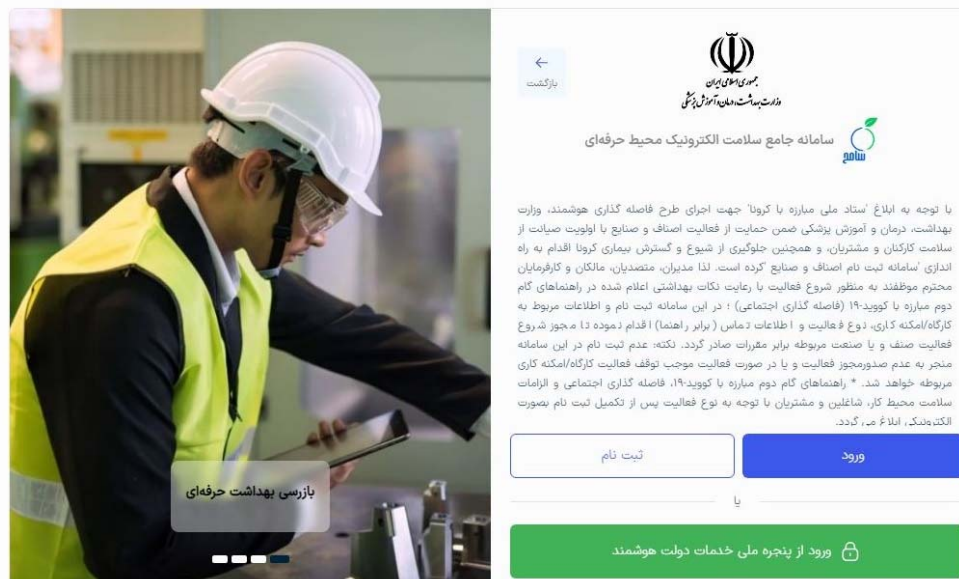 بازگشت
جمهوری اسلامی ایران
وزارت بهداشت، درمان و آموزش پزشکی
سامح
سامانه جامع سلامت الکترونیک محیط حرفه‌ای
با توجه به ابلاغ 'ستاد ملی مبارزه با کرونا' جهت اجرای طرح فاصله گذاری هوشمند، وزارت
بهداشت، درمان و آموزش پزشکی ضمن حمایت از فعالیت اصناف و صنایع با اولویت صیانت از
سلامت کارکنان و مشتریان، و همچنین جلوگیری از شیوع و گسترش بیماری کرونا اقدام به راه
اندازی 'سامانه ثبت نام اصناف و صنایع' کرده است. لذا مدیران، متصدیان، مالکان و کارفرمایان
محترم موظفند به منظور شروع فعالیت با رعایت نکات بهداشتی اعلام شده در راهنماهای گام
دوم مبارزه با کووید-۱۹ (فاصله گذاری اجتماعی) ؛ در این سامانه ثبت نام و اطلاعات مربوط به
کارگاه/امکنه کاری، نوع فعالیت و اطلاعات تماس (برابر راهنما) اقدام نموده تا مجوز شروع
فعالیت صنف و یا صنعت مربوطه برابر مقررات صادر گردد. نکته: عدم ثبت نام در این سامانه
منجر به عدم صدورمجوز فعالیت و یا در صورت فعالیت موجب توقف فعالیت کارگاه/امکنه کاری
مربوطه خواهد شد. * راهنماهای گام دوم مبارزه با کووید-۱۹، فاصله گذاری اجتماعی و الزامات
سلامت محیط کار، شاغلین و مشتریان با توجه به نوع فعالیت پس از تکمیل ثبت نام بصورت
الکترونیکی ابلاغ می گردد.
ورود
ثبت نام
یا
ورود از پنجره ملی خدمات دولت هوشمند
بازرسی بهداشت حرفه‌ای